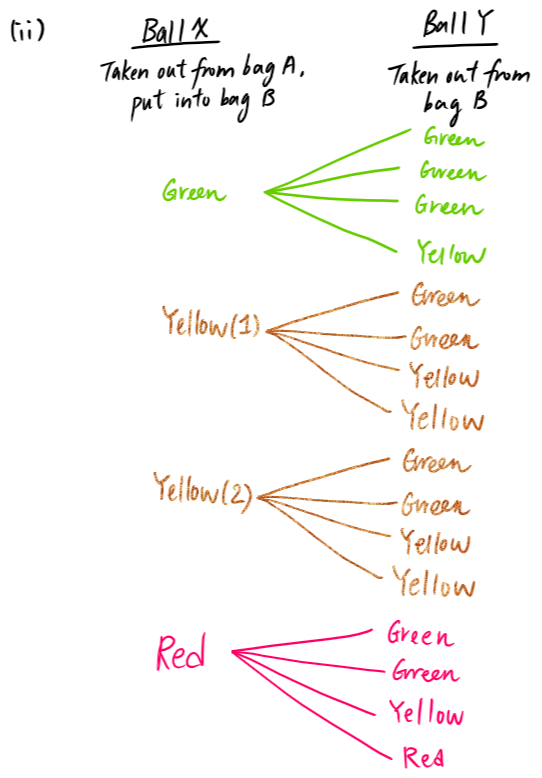 (ii)
Ball X
Taken out from bag A,
put into bag B
Ball Y
Taken out from
bag B
Green
Green
Green
Green
Yellow
Yellow(1)
Green
Green
Yellow
Yellow
Yellow(2)
Green
Green
Yellow
Yellow
Red
Green
Green
Yellow
Red